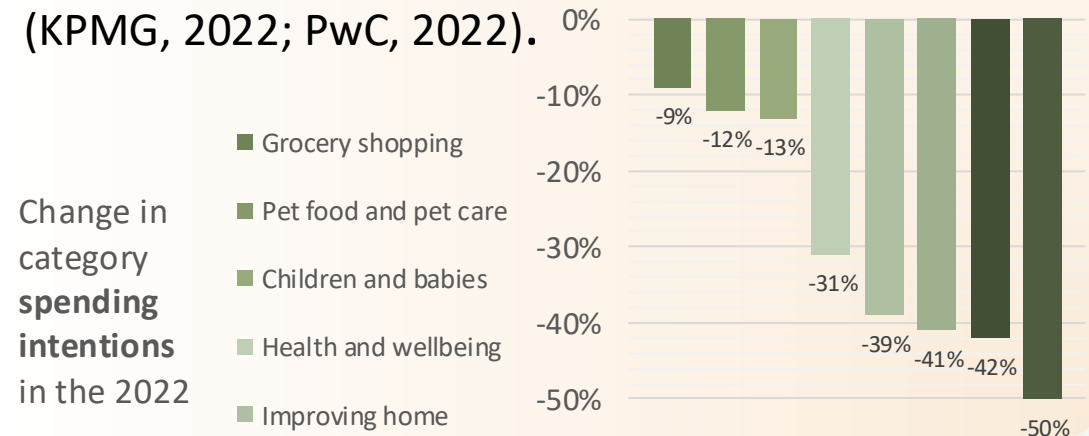 (KPMG, 2022; PwC, 2022).
Change in
category
spending
intentions
in the 2022
Grocery shopping
Pet food and pet care
Children and babies
Health and wellbeing
Improving home
0%
-10%
-20%
-30%
-40%
-50%
-9%
-12%
-13%
-31%
-39%
-41%
-42%
-50%